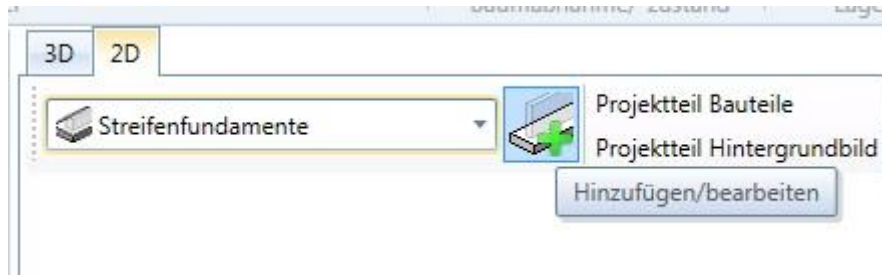 3D 2D
Streifenfundamente
Projektteil Bauteile
Projektteil Hintergrundbild
Hinzufügen/bearbeiten